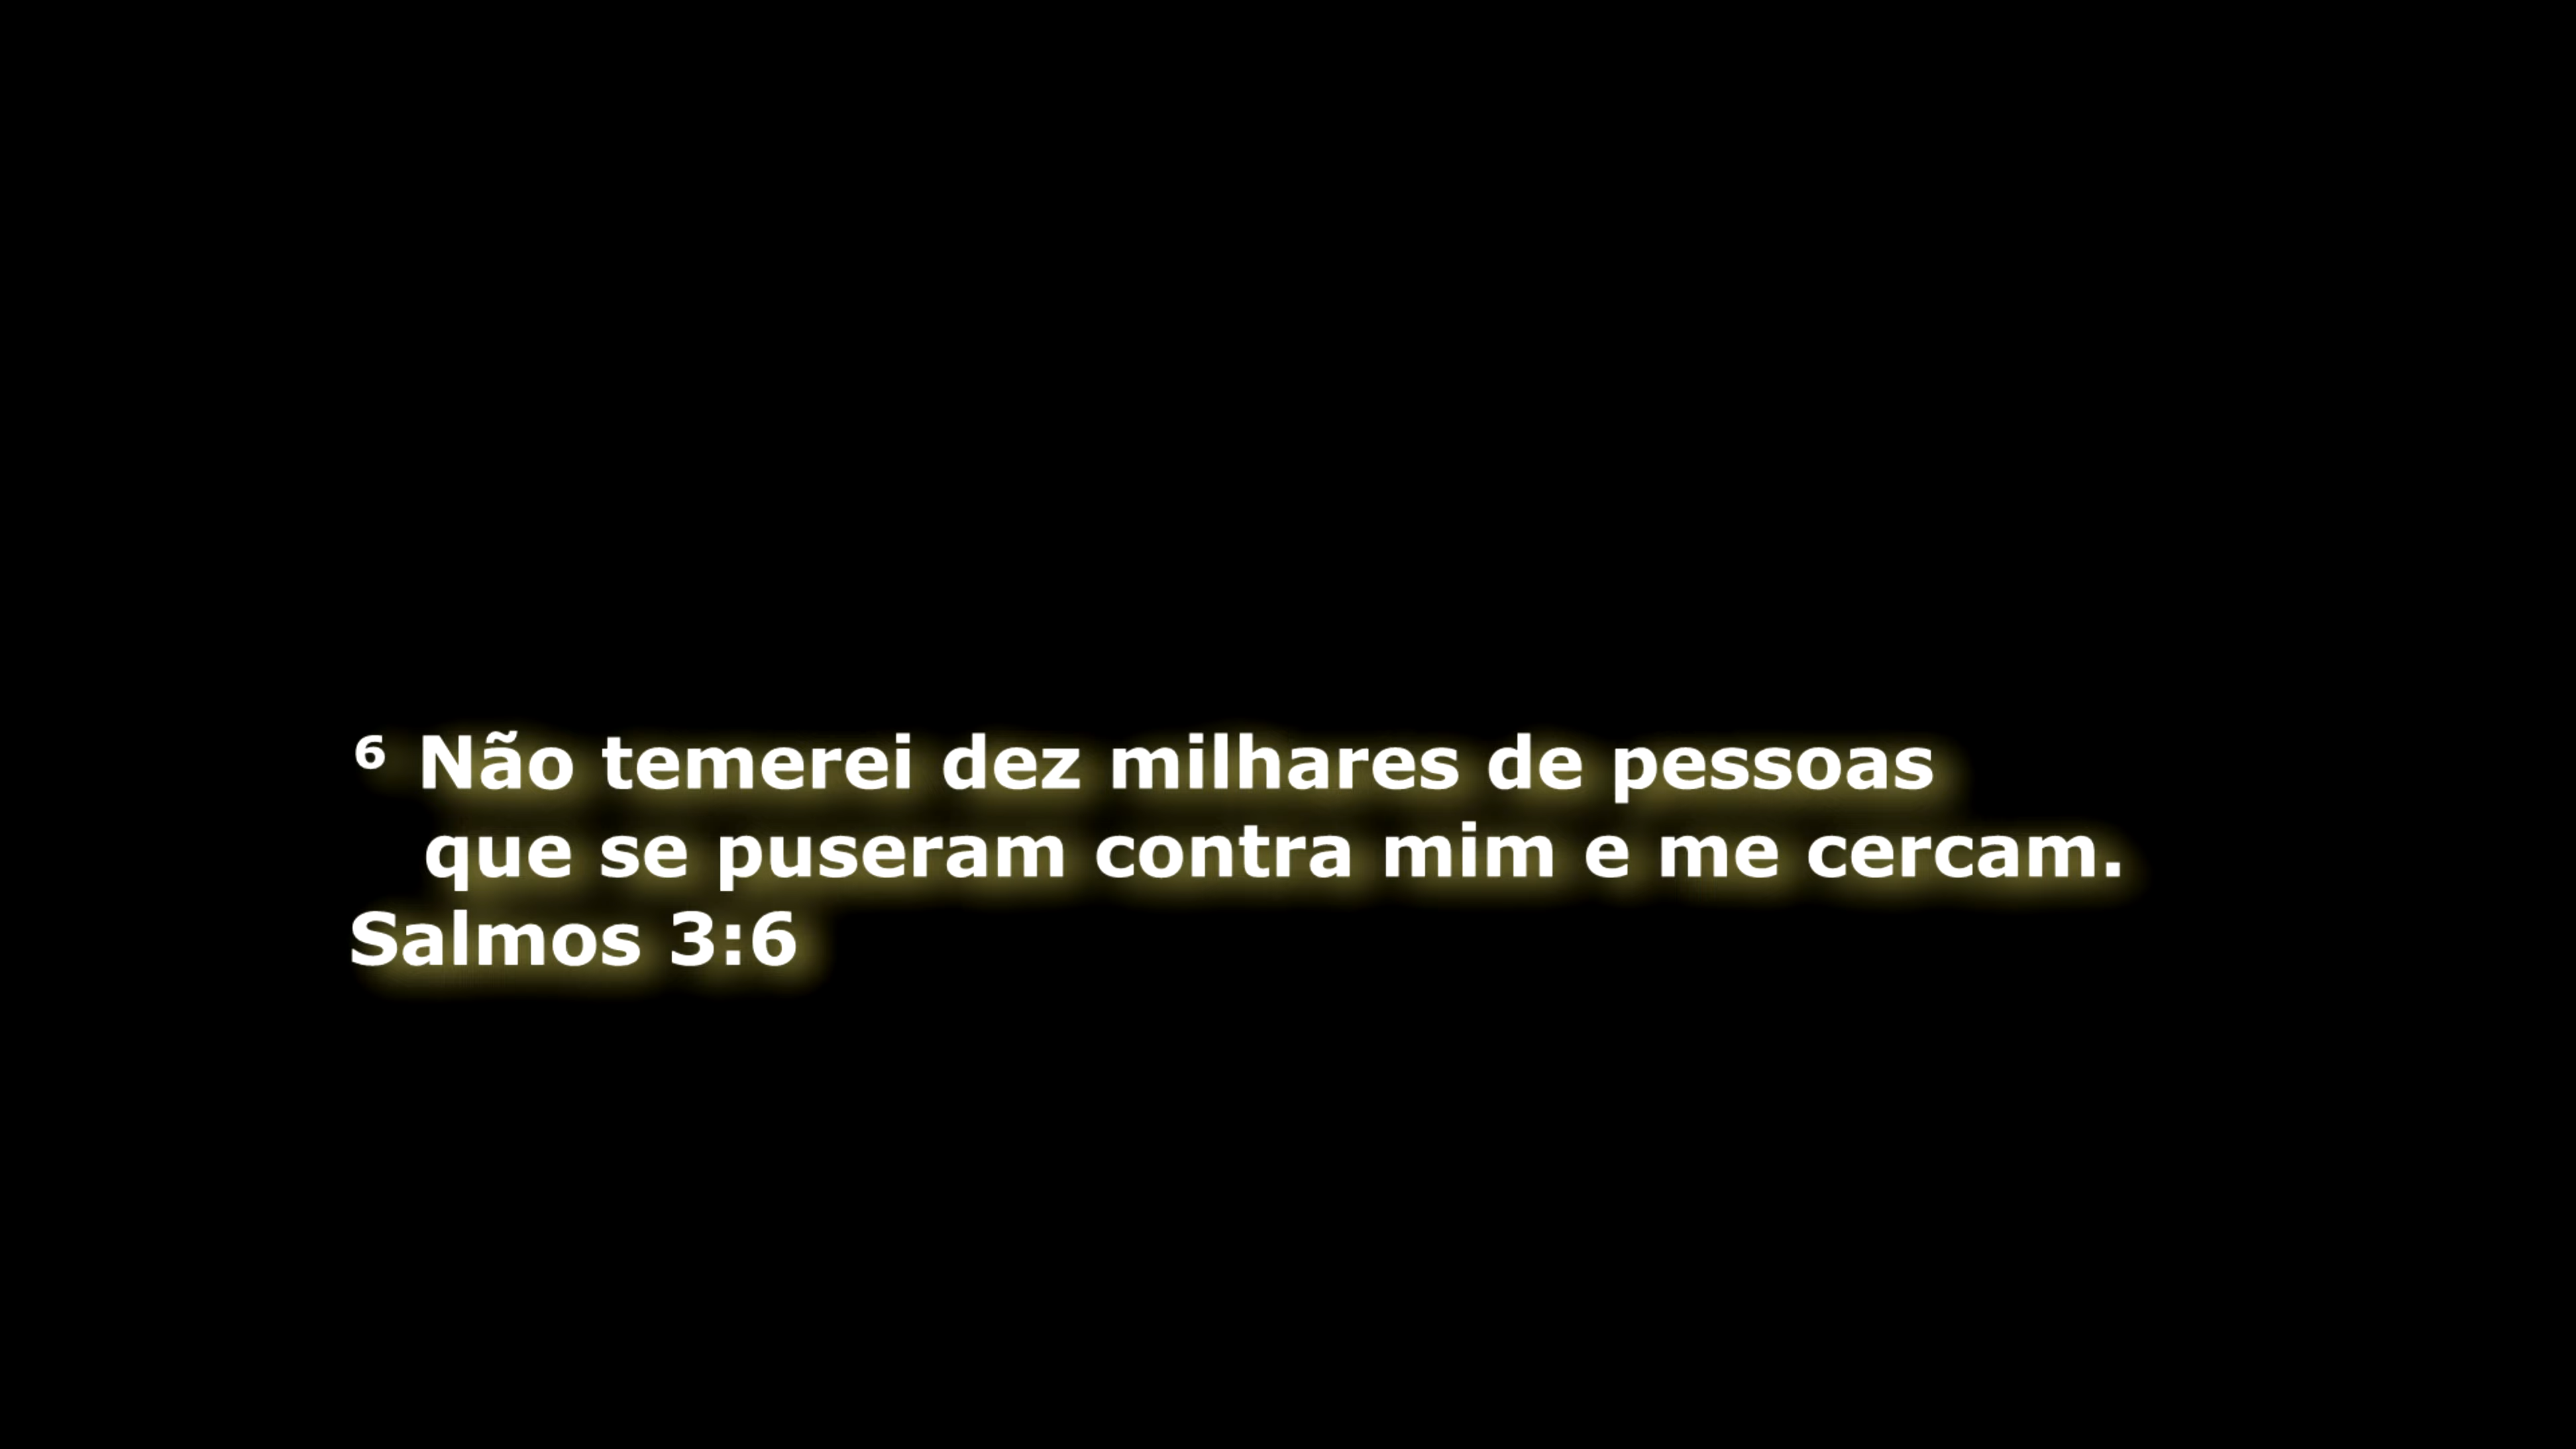 ⁶ Não temerei dez milhares de pessoas
que se puseram contra mim e me cercam.
Salmos 3:6